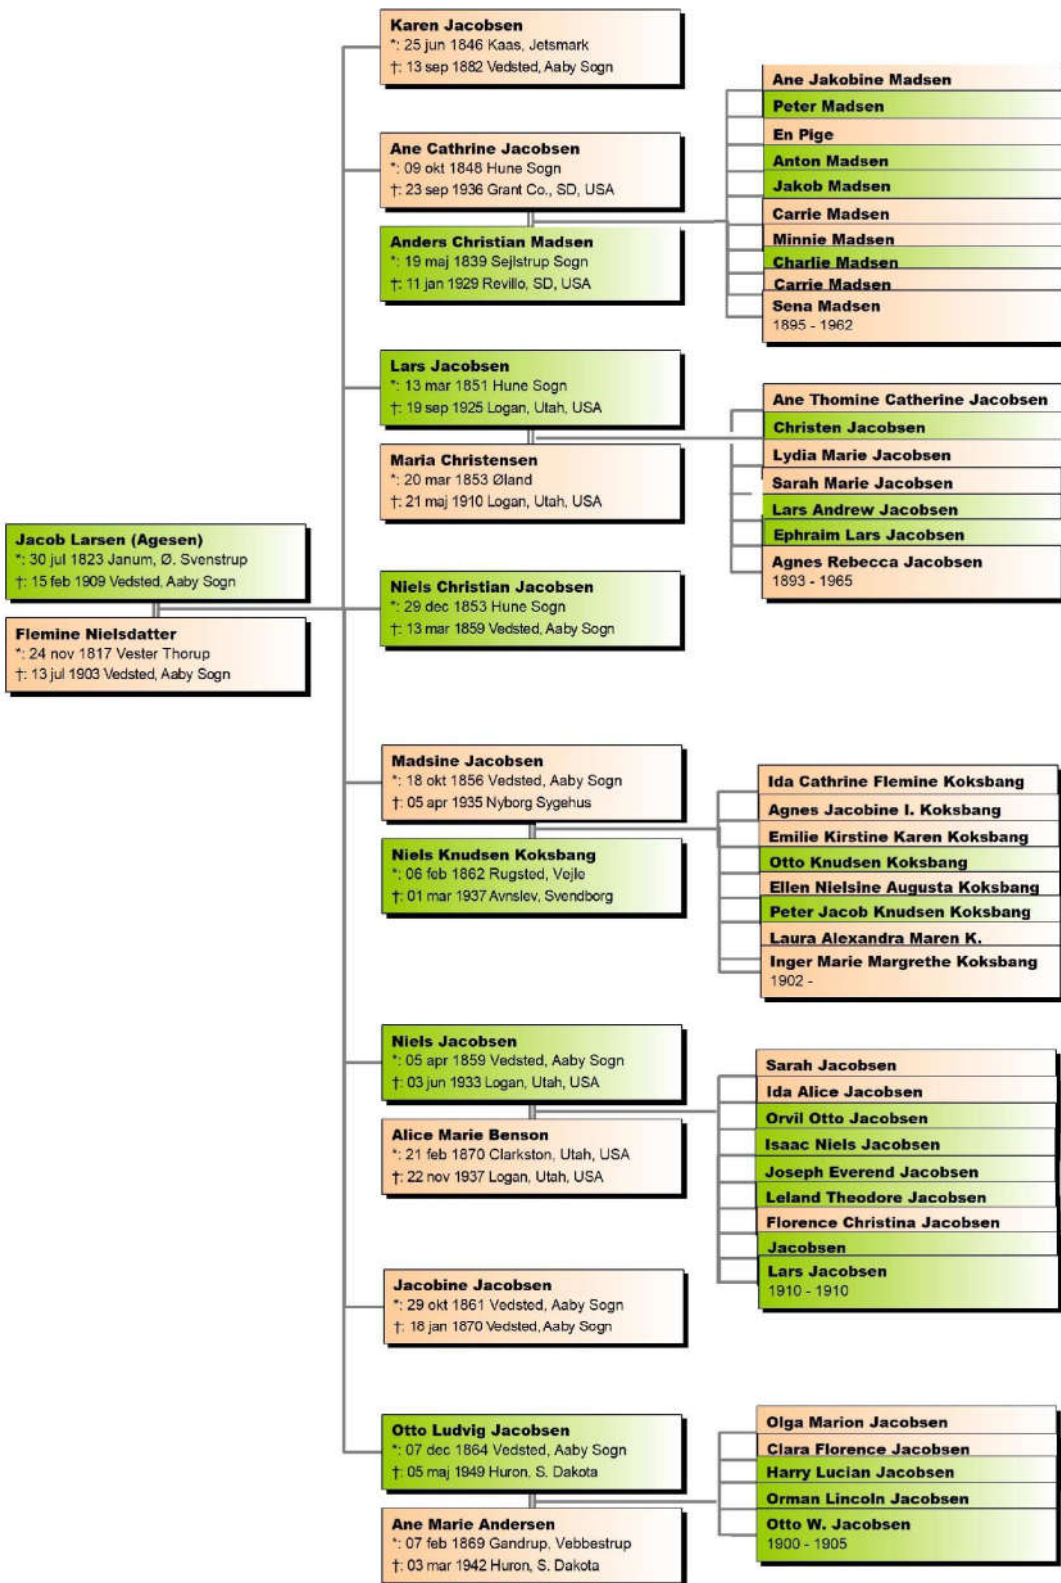 Jacob Larsen (Agesen)
*: 30 jul 1823 Janum, Ø. Svenstrup
†: 15 feb 1909 Vedsted, Aaby Sogn
Flemine Nielsdatter
*: 24 nov 1817 Vester Thorup
†: 13 jul 1903 Vedsted, Aaby Sogn
Karen Jacobsen
*: 25 jun 1846 Kaas, Jetsmark
†: 13 sep 1882 Vedsted, Aaby Sogn
Ane Cathrine Jacobsen
*: 09 okt 1848 Hune Sogn
†: 23 sep 1936 Grant Co., SD, USA
Anders Christian Madsen
*: 19 maj 1839 Sejlstrup Sogn
†: 11 jan 1929 Revillo, SD, USA
Ane Jakobine Madsen
Peter Madsen
En Pige
Anton Madsen
Jakob Madsen
Carrie Madsen
Minnie Madsen
Charlie Madsen
Carrie Madsen
Sena Madsen
1895 - 1962
Lars Jacobsen
*: 13 mar 1851 Hune Sogn
†: 19 sep 1925 Logan, Utah, USA
Maria Christensen
*: 20 mar 1853 Øland
†: 21 maj 1910 Logan, Utah, USA
Ane Thomine Catherine Jacobsen
Christen Jacobsen
Lydia Marie Jacobsen
Sarah Marie Jacobsen
Lars Andrew Jacobsen
Ephraim Lars Jacobsen
Agnes Rebecca Jacobsen
1893 - 1965
Niels Christian Jacobsen
*: 29 dec 1853 Hune Sogn
†: 13 mar 1859 Vedsted, Aaby Sogn
Madsine Jacobsen
*: 18 okt 1856 Vedsted, Aaby Sogn
†: 05 apr 1935 Nyborg Sygehus
Niels Knudsen Koksbang
*: 06 feb 1862 Rugsted, Vejle
†: 01 mar 1937 Avnslev, Svendborg
Ida Cathrine Flemine Koksbang
Agnes Jacobine I. Koksbang
Emilie Kirstine Karen Koksbang
Otto Knudsen Koksbang
Ellen Nielsine Augusta Koksbang
Peter Jacob Knudsen Koksbang
Laura Alexandra Maren K.
Inger Marie Margrethe Koksbang
1902 -
Niels Jacobsen
*: 05 apr 1859 Vedsted, Aaby Sogn
†: 03 jun 1933 Logan, Utah, USA
Alice Marie Benson
*: 21 feb 1870 Clarkston, Utah, USA
†: 22 nov 1937 Logan, Utah, USA
Sarah Jacobsen
Ida Alice Jacobsen
Orvil Otto Jacobsen
Isaac Niels Jacobsen
Joseph Everend Jacobsen
Leland Theodore Jacobsen
Florence Christina Jacobsen
Jacobsen
Lars Jacobsen
1910 - 1910
Jacobine Jacobsen
*: 29 okt 1861 Vedsted, Aaby Sogn
†: 18 jan 1870 Vedsted, Aaby Sogn
Otto Ludvig Jacobsen
*: 07 dec 1864 Vedsted, Aaby Sogn
†: 05 maj 1949 Huron, S. Dakota
Ane Marie Andersen
*: 07 feb 1869 Gandrup, Vebbestrup
†: 03 mar 1942 Huron, S. Dakota
Olga Marion Jacobsen
Clara Florence Jacobsen
Harry Lucian Jacobsen
Orman Lincoln Jacobsen
Otto W. Jacobsen
1900 - 1905